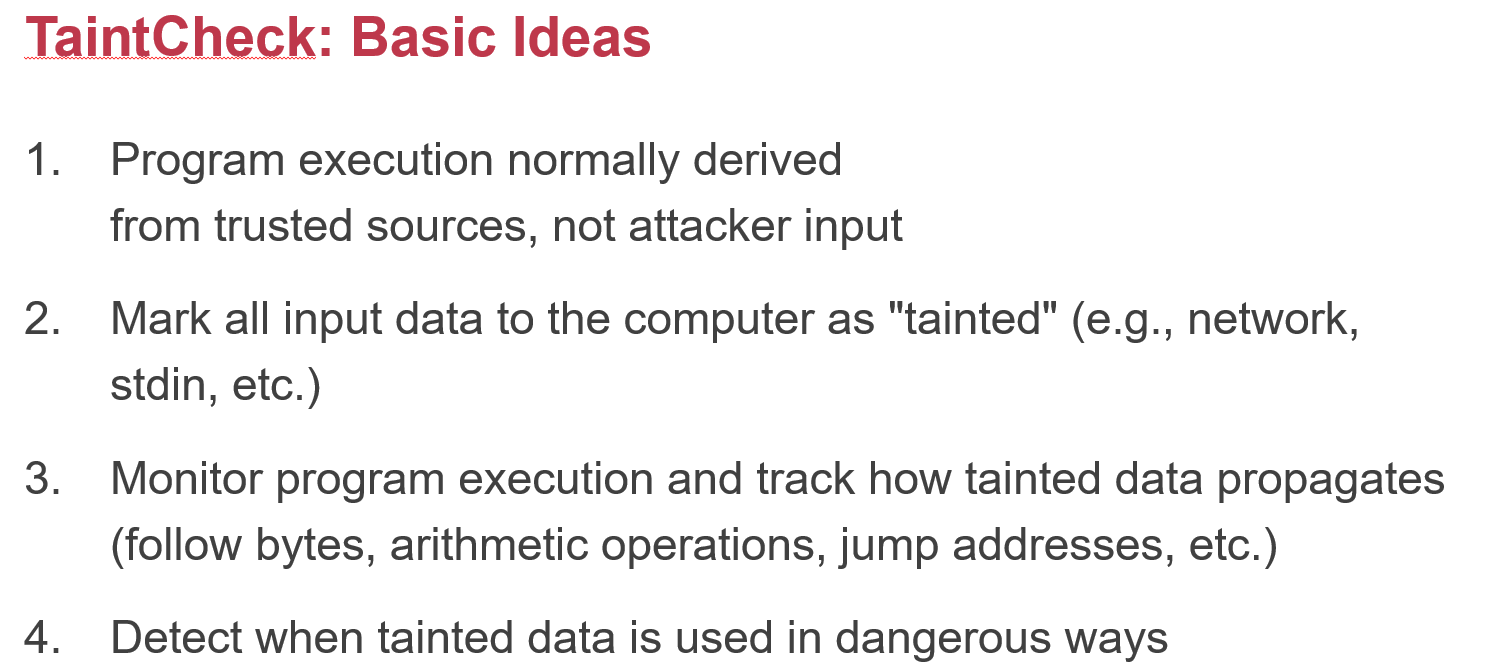 TaintCheck: Basic Ideas
1. Program execution normally derived
from trusted sources, not attacker input
2. Mark all input data to the computer as "tainted" (e.g., network,
stdin, etc.)
3. Monitor program execution and track how tainted data propagates
(follow bytes, arithmetic operations, jump addresses, etc.)
4. Detect when tainted data is used in dangerous ways